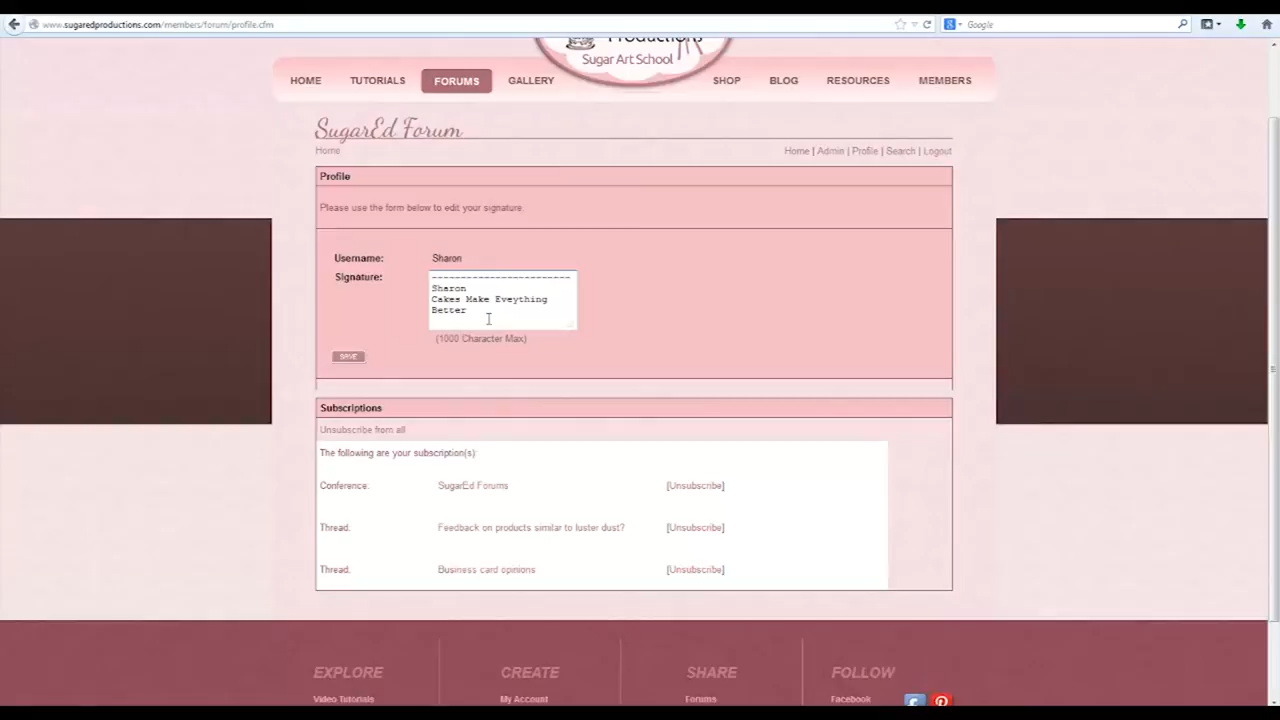 www.sugaredproductions.com/members/forum/profile.cfm
Google
Productions
Sugar Art School
HOME TUTORIALS FORUMS GALLERY SHOP BLOG RESOURCES MEMBERS
SugarEd Forum
Home
Home | Admin | Profile | Search | Logout
Profile
Please use the form below to edit your signature.
Username: Sharon
Signature: ------------------------
Sharon
Cakes Make Eveything
Better
(1000 Character Max)
SAVE
Subscriptions
Unsubscribe from all
The following are your subscription(s):
Conference: SugarEd Forums [Unsubscribe]
Thread: Feedback on products similar to luster dust? [Unsubscribe]
Thread: Business card opinions [Unsubscribe]
EXPLORE CREATE SHARE FOLLOW
Video Tutorials My Account Forums Facebook